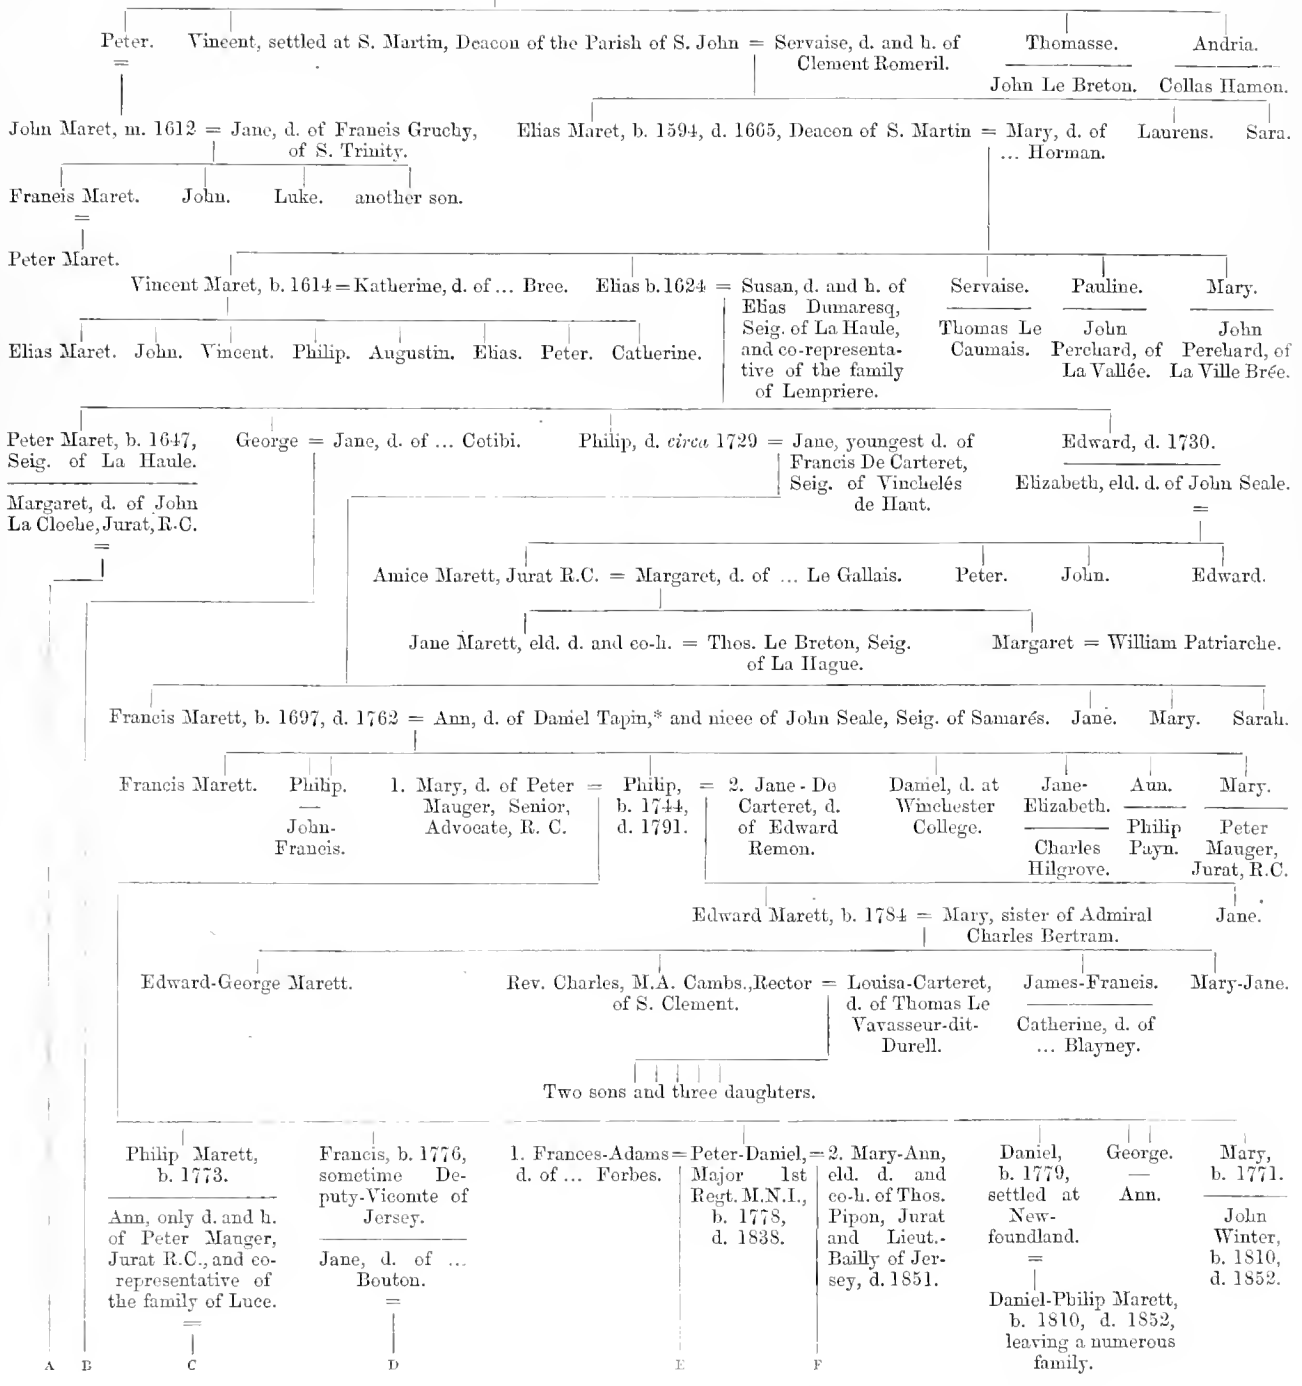 Peter. Vincent, settled at S. Martin, Deacon of the Parish of S. John = Servaise, d. and h. of Clement Romeril. Thomasse. Andria.
=
John Le Breton. Collas Hamon.
John Maret, m. 1612 = Jane, d. of Francis Gruchy, of S. Trinity. Elias Maret, b. 1594, d. 1665, Deacon of S. Martin = Mary, d. of ... Horman. Laurens. Sara.
Francis Maret. John. Luke. another son.
=
Peter Maret.
Vincent Maret, b. 1614 = Katherine, d. of ... Bree. Elias b. 1624 = Susan, d. and h. of Elias Dumaresq, Seig. of La Haule, and co-representative of the family of Lempriere.
Servaise.
Thomas Le Caumais.
Pauline.
John Perchard, of La Vallée.
Mary.
John Perchard, of La Ville Brée.
Elias Maret. John. Vincent. Philip. Augustin. Elias. Peter. Catherine.
Peter Maret, b. 1647,
Seig. of La Haule.
Margaret, d. of John
La Cloche, Jurat, R.C.
=
George = Jane, d. of ... Cotibi.
Philip, d. circa 1729 = Jane, youngest d. of
Francis De Carteret,
Seig. of Vinchelés
de Haut.
Edward, d. 1730.
Elizabeth, eld. d. of John Seale.
=
Amice Marett, Jurat R.C. = Margaret, d. of ... Le Gallais. Peter. John. Edward.
Jane Marett, eld. d. and co-h. = Thos. Le Breton, Seig. of La Hague. Margaret = William Patriarche.
Francis Marett, b. 1697, d. 1762 = Ann, d. of Daniel Tapin,* and niece of John Seale, Seig. of Samarés. Jane. Mary. Sarah.
Francis Marett.
Philip.
—
John-
Francis.
1. Mary, d. of Peter = Philip, = 2. Jane-De
Mauger, Senior, b. 1744, Carteret, d.
Advocate, R. C. d. 1791. of Edward
Remon.
Daniel, d. at
Winchester
College.
Jane-
Elizabeth.
Charles
Hilgrove.
Ann.
Philip
Payn.
Mary.
Peter
Mauger,
Jurat, R.C.
Edward Marett, b. 1784 = Mary, sister of Admiral Charles Bertram. Jane.
Edward-George Marett.
Rev. Charles, M.A. Cambs., Rector = Louisa-Carteret,
of S. Clement. d. of Thomas Le
Vavasseur-dit-
Durell.
James-Francis.
Catherine, d. of
... Blayney.
Mary-Jane.
Two sons and three daughters.
Philip Marett,
b. 1773.
Ann, only d. and h.
of Peter Manger,
Jurat R.C., and co-
representative of
the family of Luce.
=
Francis, b. 1776,
sometime De-
puty-Vicomte of
Jersey.
Jane, d. of ...
Bouton.
=
1. Frances-Adams = Peter-Daniel, = 2. Mary-Ann,
d. of ... Forbes. Major 1st eld. d. and
Regt. M.N.I., co-h. of Thos.
b. 1778, Pipon, Jurat
d. 1838. and Lieut.-
Bailly of Jer-
sey, d. 1851.
Daniel,
b. 1779,
settled at
New-
foundland.
=
Daniel-Philip Marett,
b. 1810, d. 1852,
leaving a numerous
family.
George.
—
Ann.
Mary,
b. 1771.
John
Winter,
b. 1810,
d. 1852.
A B C D E F